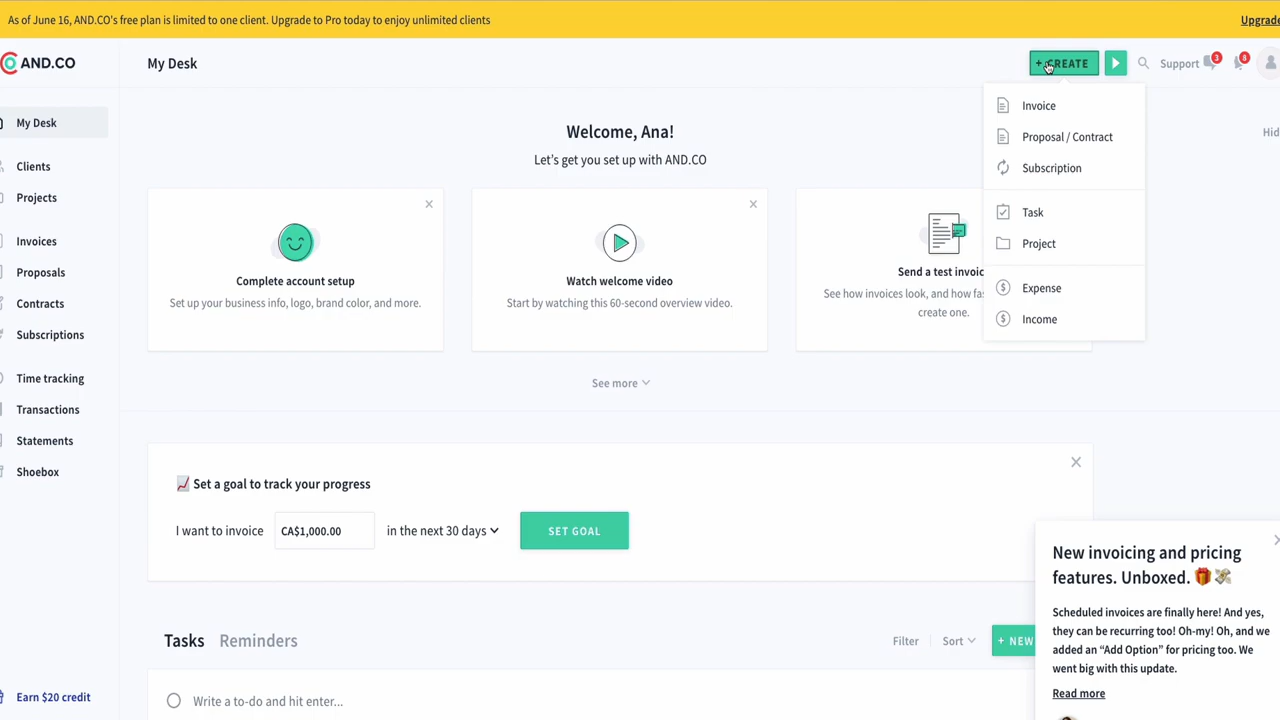 As of June 16, AND.CO's free plan is limited to one client. Upgrade to Pro today to enjoy unlimited clients
Upgrade
AND.CO
My Desk
+ CREATE
Support
3
8
My Desk
Clients
Projects
Invoices
Proposals
Contracts
Subscriptions
Time tracking
Transactions
Statements
Shoebox
Earn $20 credit
Invoice
Proposal / Contract
Subscription
Task
Project
Expense
Income
Hid
Welcome, Ana!
Let's get you set up with AND.CO
Complete account setup
Set up your business info, logo, brand color, and more.
Watch welcome video
Start by watching this 60-second overview video.
Send a test invoic
See how invoices look, and how fas
create one.
See more
Set a goal to track your progress
I want to invoice
CA$1,000.00
in the next 30 days
SET GOAL
Tasks
Reminders
Filter
Sort
+ NEW
Write a to-do and hit enter...
New invoicing and pricing
features. Unboxed.
Scheduled invoices are finally here! And yes,
they can be recurring too! Oh-my! Oh, and we
added an “Add Option” for pricing too. We
went big with this update.
Read more